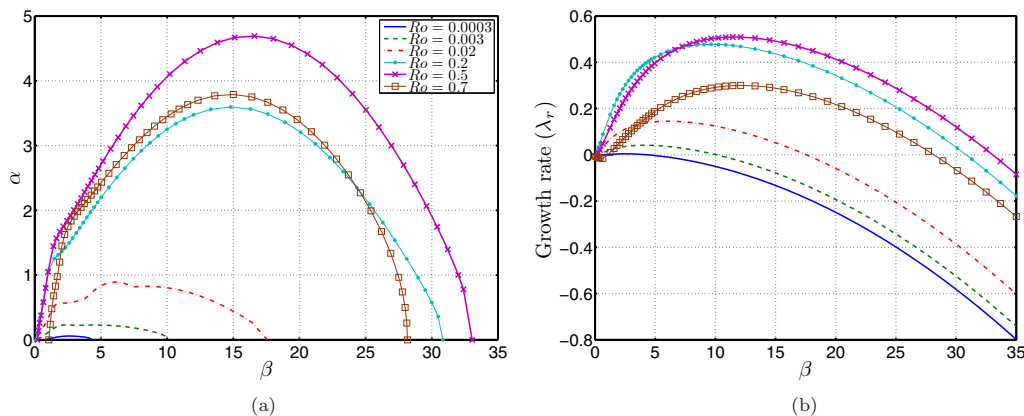 5
4
3
2
1
0
α
0 5 10 15 20 25 30 35
β
Ro = 0.0003
Ro = 0.003
Ro = 0.02
Ro = 0.2
Ro = 0.5
Ro = 0.7
(a)
0.6
0.4
0.2
0
−0.2
−0.4
−0.6
−0.8
Growth rate (λr)
0 5 10 15 20 25 30 35
β
(b)